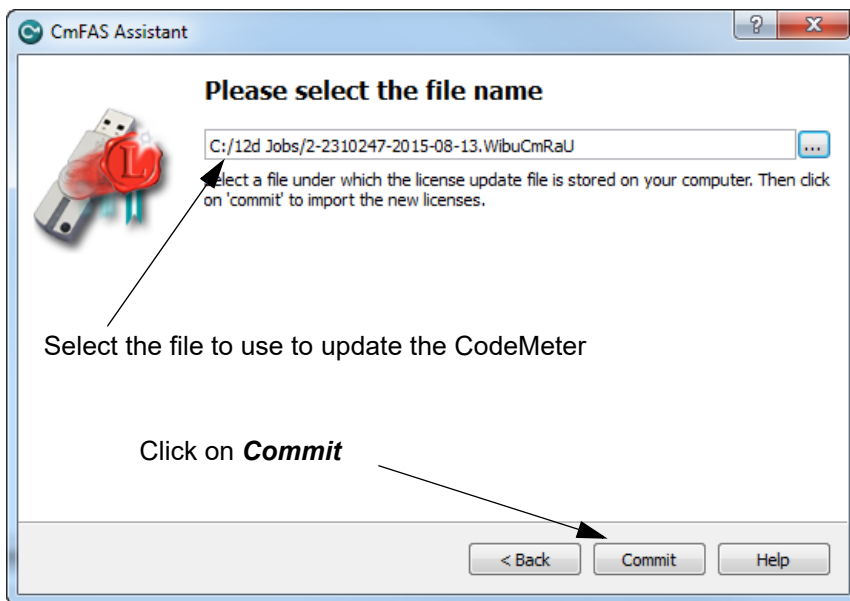 CmFAS Assistant
Please select the file name
C:/12d Jobs/2-2310247-2015-08-13.WibuCmRaU
...
Select a file under which the license update file is stored on your computer. Then click
on 'commit' to import the new licenses.
Select the file to use to update the CodeMeter
Click on Commit
< Back
Commit
Help